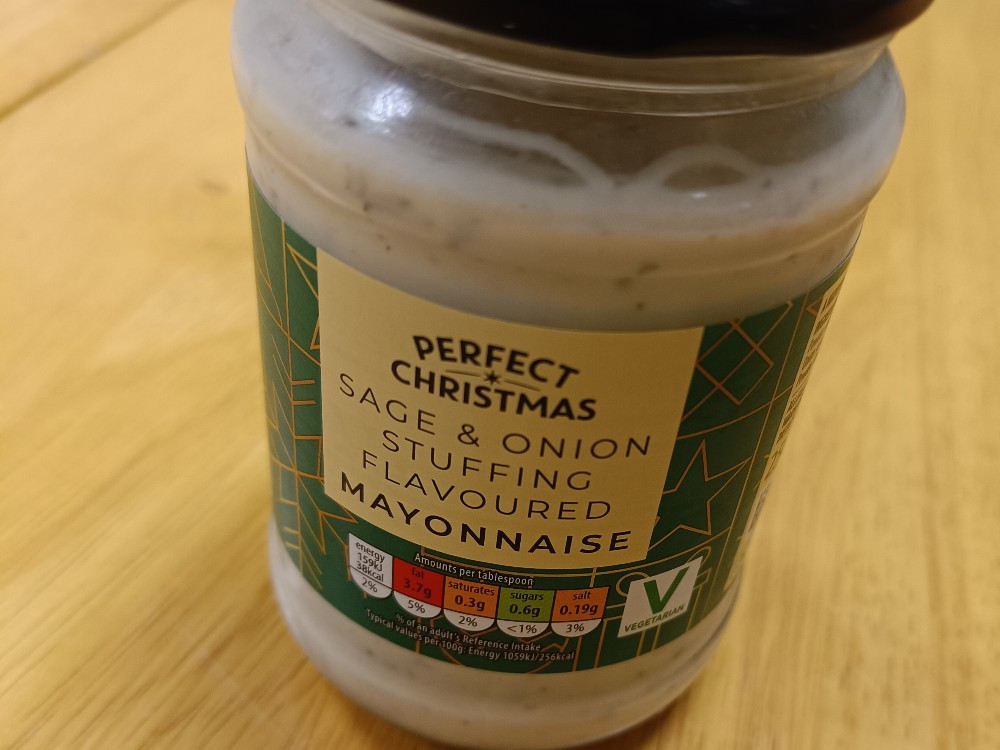 PERFECT
CHRISTMAS
SAGE & ONION
STUFFING
FLAVOURED
MAYONNAISE
Amounts per tablespoon
energy
159kJ
38kcal
2%
fat
3.7g
5%
saturates
0.3g
2%
sugars
0.6g
<1%
salt
0.19g
3%
% of an adult's Reference Intake
Typical values per 100g: Energy 1059kJ/256kcal
V
VEGETARIAN